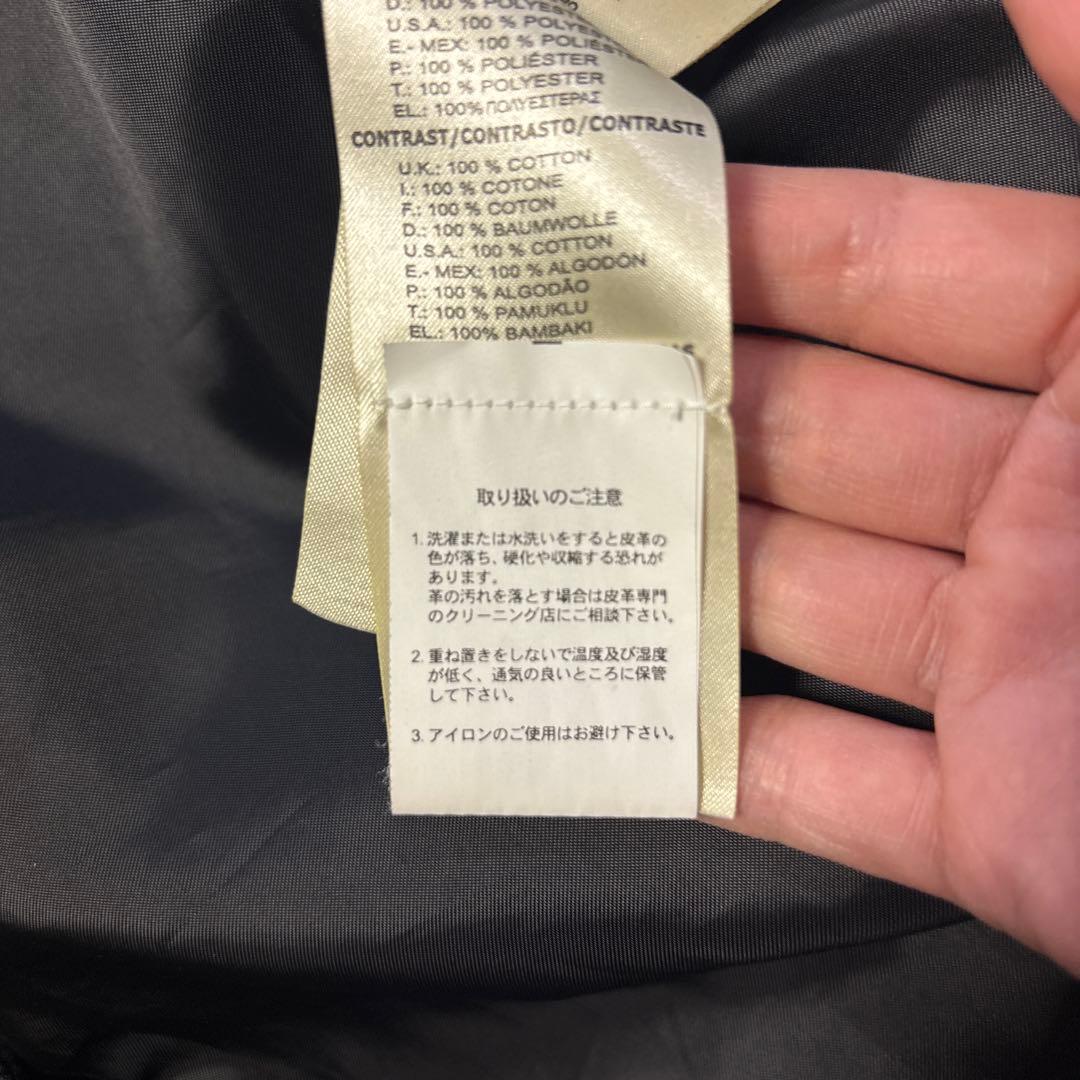 D.: 100 % POLYESTER
U.S.A.: 100 % POLYESTER
E.- MEX: 100 % POLIÉSTER
P.: 100 % POLIÉSTER
T.: 100 % POLYESTER
EL.: 100%ΠΟΛΥΕΣΤΕΡΑΣ
CONTRAST/CONTRASTO/CONTRASTE
U.K.: 100 % COTTON
I.: 100 % COTONE
F.: 100 % COTON
D.: 100 % BAUMWOLLE
U.S.A.: 100 % COTTON
E.- MEX: 100 % ALGODÓN
P.: 100 % ALGODÃO
T.: 100 % PAMUKLU
EL.: 100% BAMBAKI
取り扱いのご注意
1. 洗濯または水洗いをすると皮革の
色が落ち、硬化や収縮する恐れが
あります。
革の汚れを落とす場合は皮革専門
のクリーニング店にご相談下さい。
2. 重ね置きをしないで温度及び湿度
が低く、通気の良いところに保管
して下さい。
3. アイロンのご使用はお避け下さい。